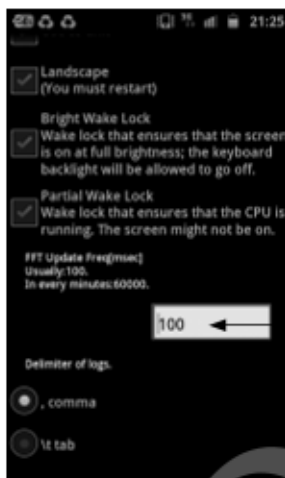 21:25
Landscape
(You must restart)
Bright Wake Lock
Wake lock that ensures that the screen
is on at full brightness; the keyboard
backlight will be allowed to go off.
Partial Wake Lock
Wake lock that ensures that the CPU is
running. The screen might not be on.
FFT Update Freq[msec]
Usually:100.
In every minutes:60000.
100
Delimiter of logs.
, comma
\t tab